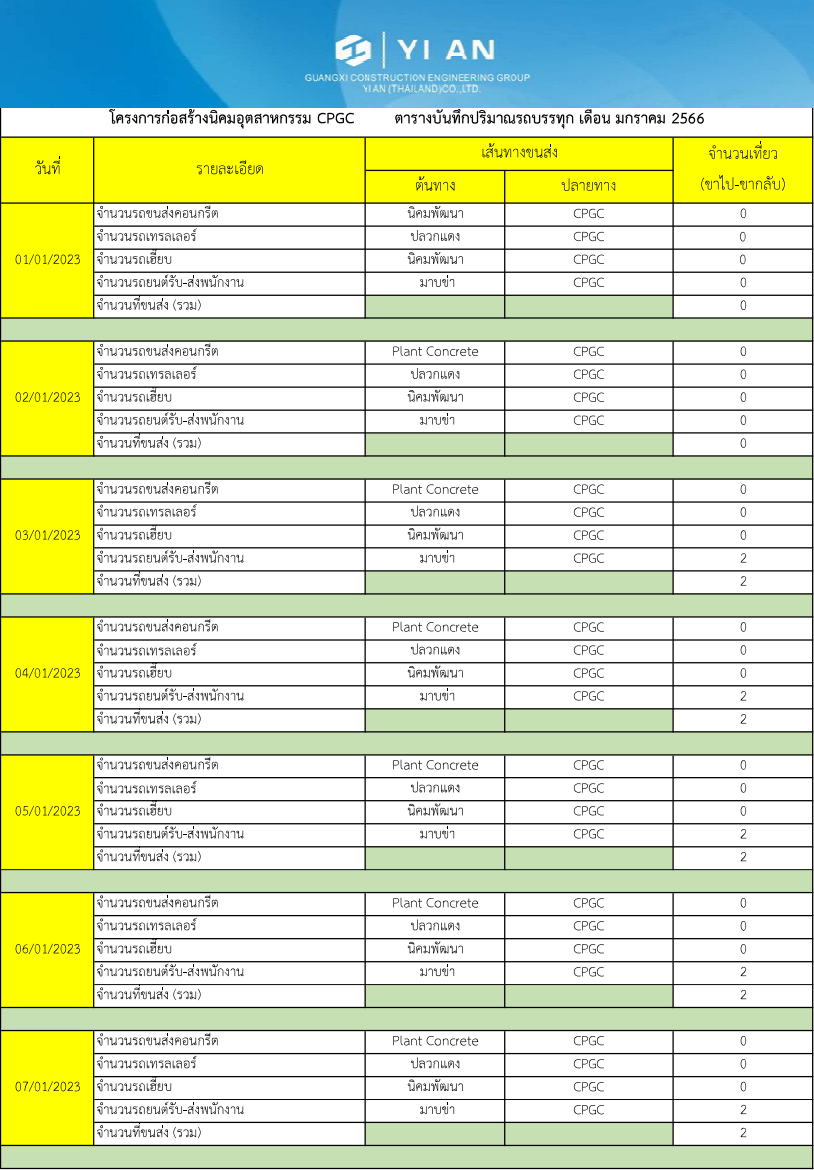 YI AN
GUANGXI CONSTRUCTION ENGINEERING GROUP
YI AN (THAILAND)CO.,LTD.
โครงการก่อสร้างนิคมอุตสาหกรรม CPGC ตารางบันทึกปริมาณรถบรรทุก เดือน มกราคม 2566
วันที่ รายละเอียด เส้นทางขนส่ง จำนวนเที่ยว
ต้นทาง ปลายทาง (ขาไป-ขากลับ)
จำนวนรถขนส่งคอนกรีต นิคมพัฒนา CPGC 0
จำนวนรถเทรลเลอร์ ปลวกแดง CPGC 0
01/01/2023 จำนวนรถเฮี๊ยบ นิคมพัฒนา CPGC 0
จำนวนรถยนต์รับ-ส่งพนักงาน มาบข่า CPGC 0
จำนวนที่ขนส่ง (รวม) 0
จำนวนรถขนส่งคอนกรีต Plant Concrete CPGC 0
จำนวนรถเทรลเลอร์ ปลวกแดง CPGC 0
02/01/2023 จำนวนรถเฮี๊ยบ นิคมพัฒนา CPGC 0
จำนวนรถยนต์รับ-ส่งพนักงาน มาบข่า CPGC 0
จำนวนที่ขนส่ง (รวม) 0
จำนวนรถขนส่งคอนกรีต Plant Concrete CPGC 0
จำนวนรถเทรลเลอร์ ปลวกแดง CPGC 0
03/01/2023 จำนวนรถเฮี๊ยบ นิคมพัฒนา CPGC 0
จำนวนรถยนต์รับ-ส่งพนักงาน มาบข่า CPGC 2
จำนวนที่ขนส่ง (รวม) 2
จำนวนรถขนส่งคอนกรีต Plant Concrete CPGC 0
จำนวนรถเทรลเลอร์ ปลวกแดง CPGC 0
04/01/2023 จำนวนรถเฮี๊ยบ นิคมพัฒนา CPGC 0
จำนวนรถยนต์รับ-ส่งพนักงาน มาบข่า CPGC 2
จำนวนที่ขนส่ง (รวม) 2
จำนวนรถขนส่งคอนกรีต Plant Concrete CPGC 0
จำนวนรถเทรลเลอร์ ปลวกแดง CPGC 0
05/01/2023 จำนวนรถเฮี๊ยบ นิคมพัฒนา CPGC 0
จำนวนรถยนต์รับ-ส่งพนักงาน มาบข่า CPGC 2
จำนวนที่ขนส่ง (รวม) 2
จำนวนรถขนส่งคอนกรีต Plant Concrete CPGC 0
จำนวนรถเทรลเลอร์ ปลวกแดง CPGC 0
06/01/2023 จำนวนรถเฮี๊ยบ นิคมพัฒนา CPGC 0
จำนวนรถยนต์รับ-ส่งพนักงาน มาบข่า CPGC 2
จำนวนที่ขนส่ง (รวม) 2
จำนวนรถขนส่งคอนกรีต Plant Concrete CPGC 0
จำนวนรถเทรลเลอร์ ปลวกแดง CPGC 0
07/01/2023 จำนวนรถเฮี๊ยบ นิคมพัฒนา CPGC 0
จำนวนรถยนต์รับ-ส่งพนักงาน มาบข่า CPGC 2
จำนวนที่ขนส่ง (รวม) 2